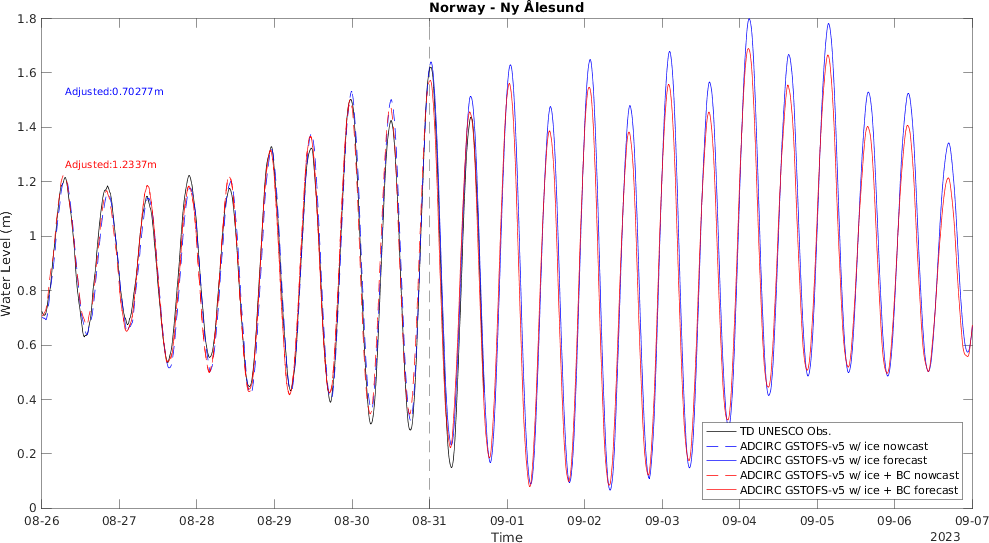 Norway - Ny Ålesund
1.8
1.6
1.4
1.2
1
0.8
0.6
0.4
0.2
0
Water Level (m)
Adjusted:0.70277m
Adjusted:1.2337m
TD UNESCO Obs.
ADCIRC GSTOFS-v5 w/ ice nowcast
ADCIRC GSTOFS-v5 w/ ice forecast
ADCIRC GSTOFS-v5 w/ ice + BC nowcast
ADCIRC GSTOFS-v5 w/ ice + BC forecast
08-26 08-27 08-28 08-29 08-30 08-31 09-01 09-02 09-03 09-04 09-05 09-06 09-07
Time
2023